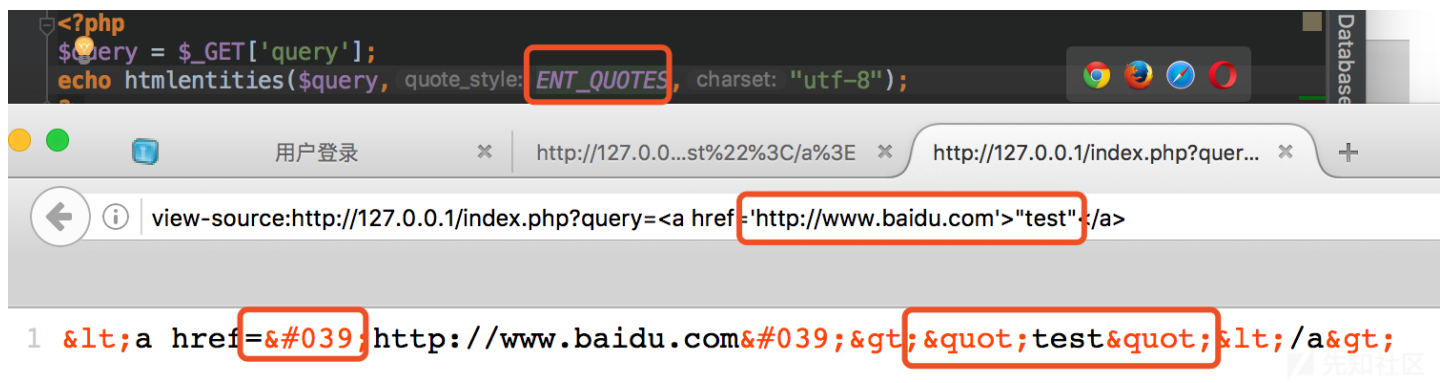 <?php
$query = $_GET['query'];
echo htmlentities($query, quote_style: ENT_QUOTES, charset: "utf-8");
Database
用户登录 × http://127.0.0...st%22%3C/a%3E × http://127.0.0.1/index.php?quer... × +
view-source:http://127.0.0.1/index.php?query=<a href='http://www.baidu.com'>"test"</a>
1 &lt;a href=&#039;http://www.baidu.com&#039;&gt;&quot;test&quot;&lt;/a&gt;
先知社区